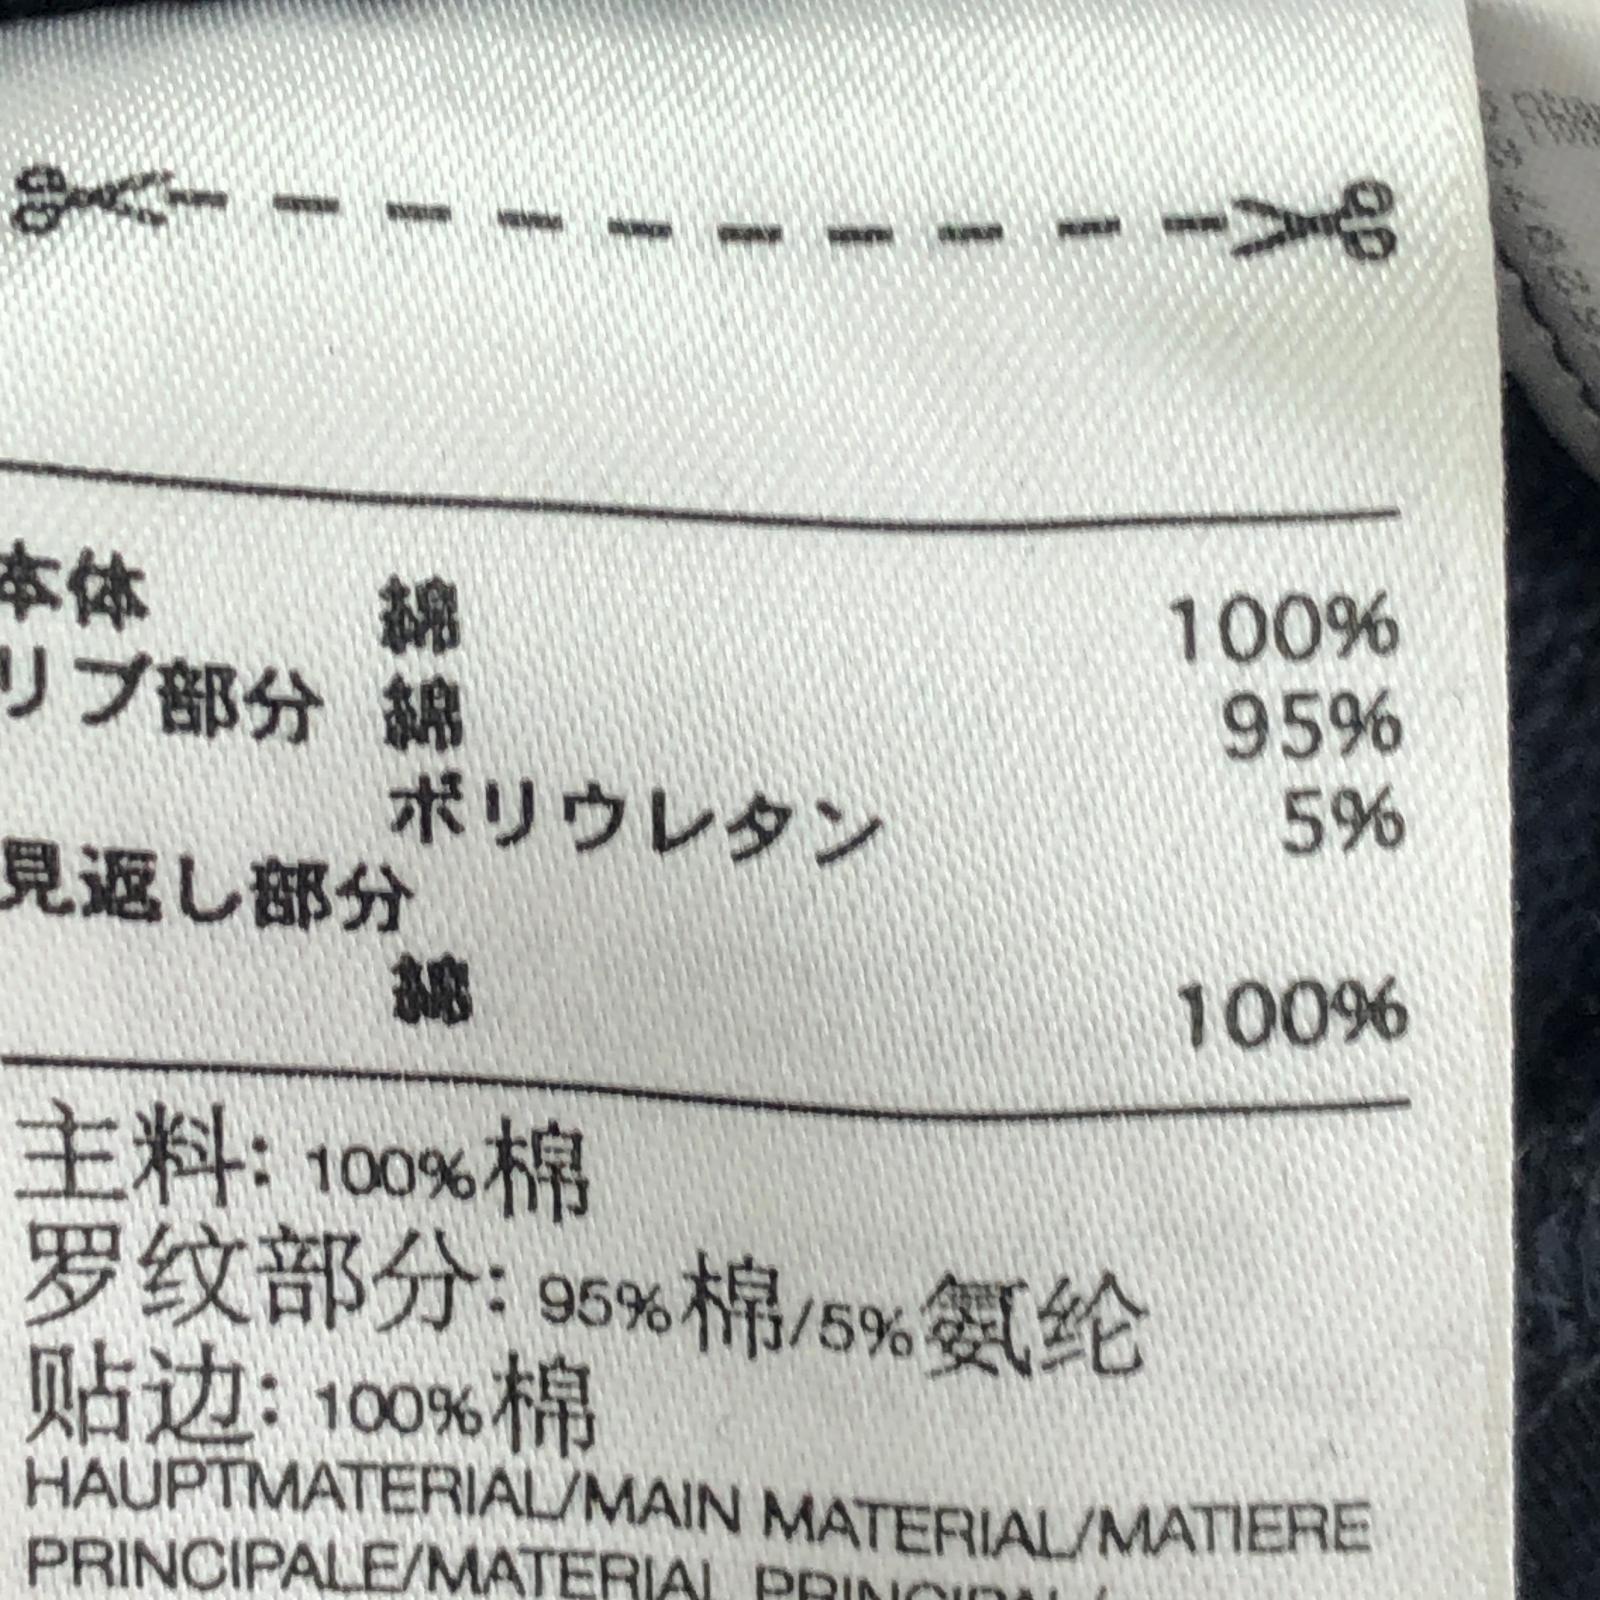 本体 綿 100%
リブ部分 綿 95%
ポリウレタン 5%
見返し部分
綿 100%
主料: 100%棉
罗纹部分: 95%棉/5%氨纶
贴边: 100%棉
HAUPTMATERIAL/MAIN MATERIAL/MATIERE
PRINCIPALE/MATERIAL PRINCIPAL/